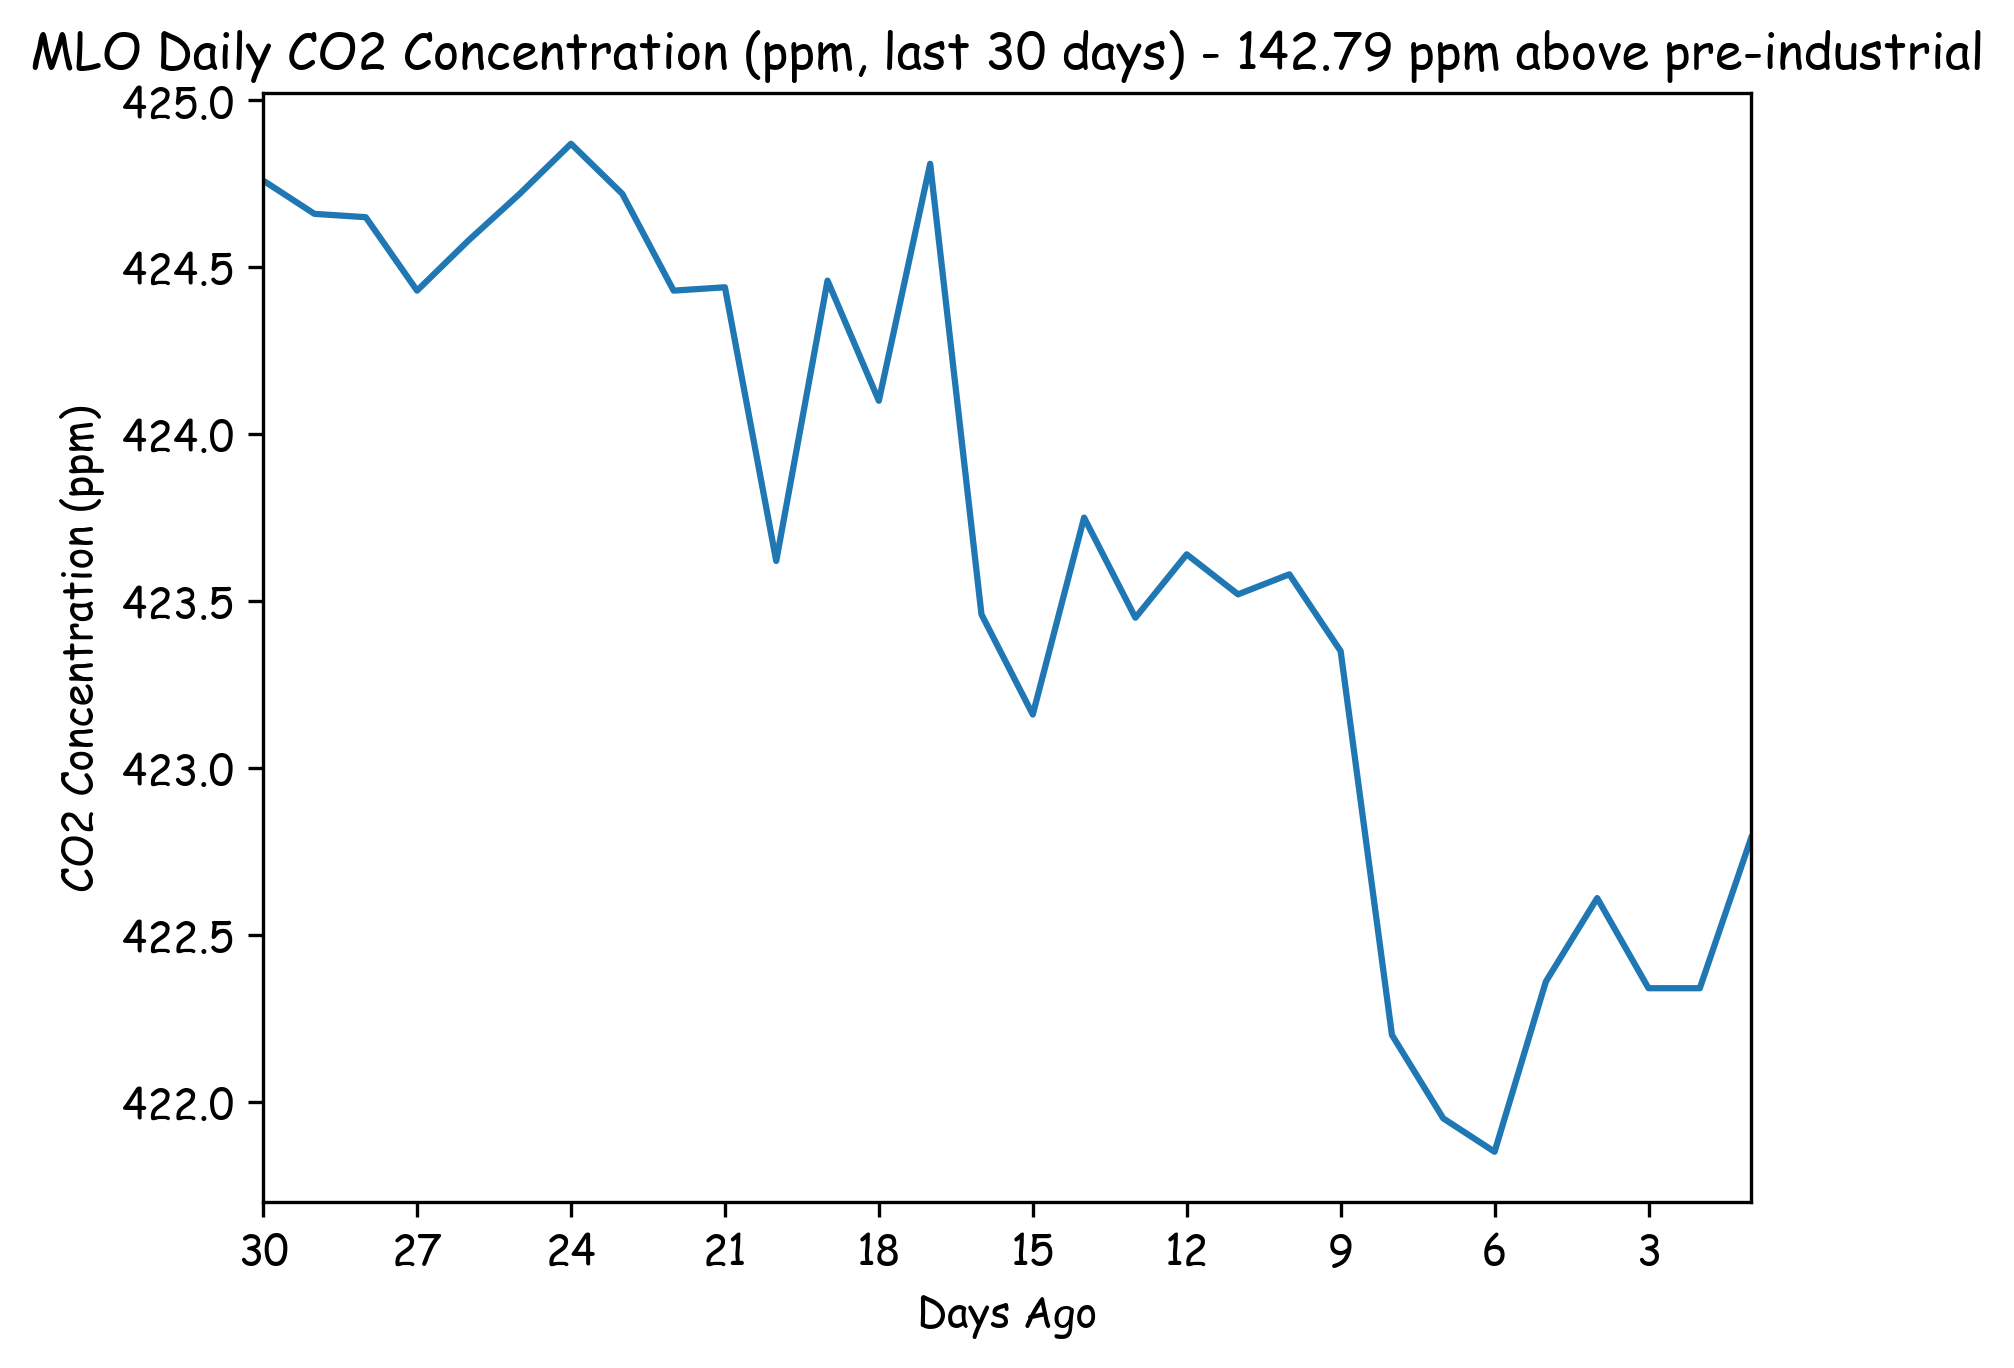 MLO Daily CO2 Concentration (ppm, last 30 days) - 142.79 ppm above pre-industrial
425.0
424.5
424.0
423.5
423.0
422.5
422.0
CO2 Concentration (ppm)
30 27 24 21 18 15 12 9 6 3
Days Ago